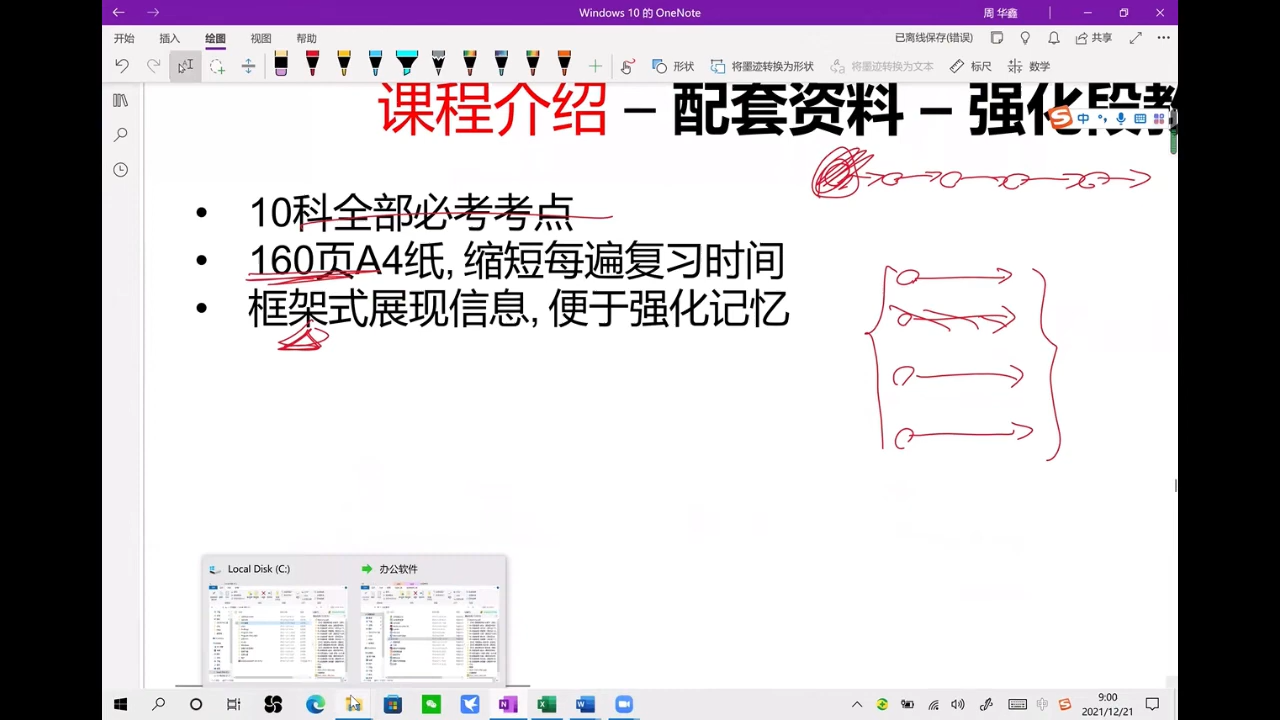 Windows 10 的 OneNote
周 华鑫
开始 插入 绘图 视图 帮助
已离线保存(错误) 共享
形状 将墨迹转换为形状 将墨迹转换为文本 标尺 数学
课程介绍 – 配套资料 – 强化段教
中
• 10科全部必考考点
• 160页A4纸, 缩短每遍复习时间
• 框架式展现信息, 便于强化记忆
Local Disk (C:) 办公软件
中
9:00
2021/12/21